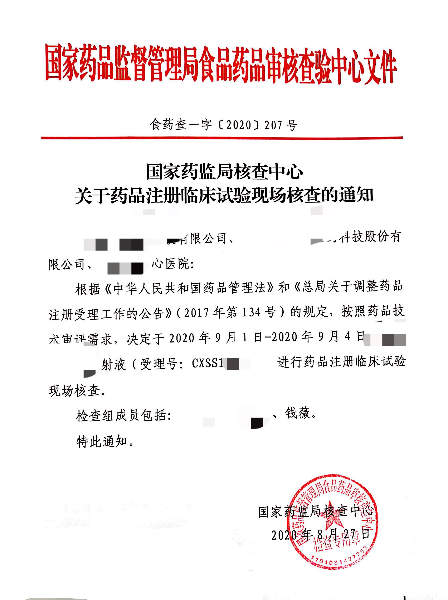 国家药品监督管理局食品药品审核查验中心文件
食药查一字〔2020〕207号
国家药监局核查中心
关于药品注册临床试验现场核查的通知
有限公司、 科技股份有
限公司、 心医院:
根据《中华人民共和国药品管理法》和《总局关于调整药品
注册受理工作的公告》(2017年第134号)的规定,按照药品技
术审评需求,决定于2020年9月1日-2020年9月4日
射液(受理号:CXSS1 进行药品注册临床试验
现场核查.
检查组成员包括: 、钱薇。
特此通知。
国家药监局核查中心
2020年8月27日